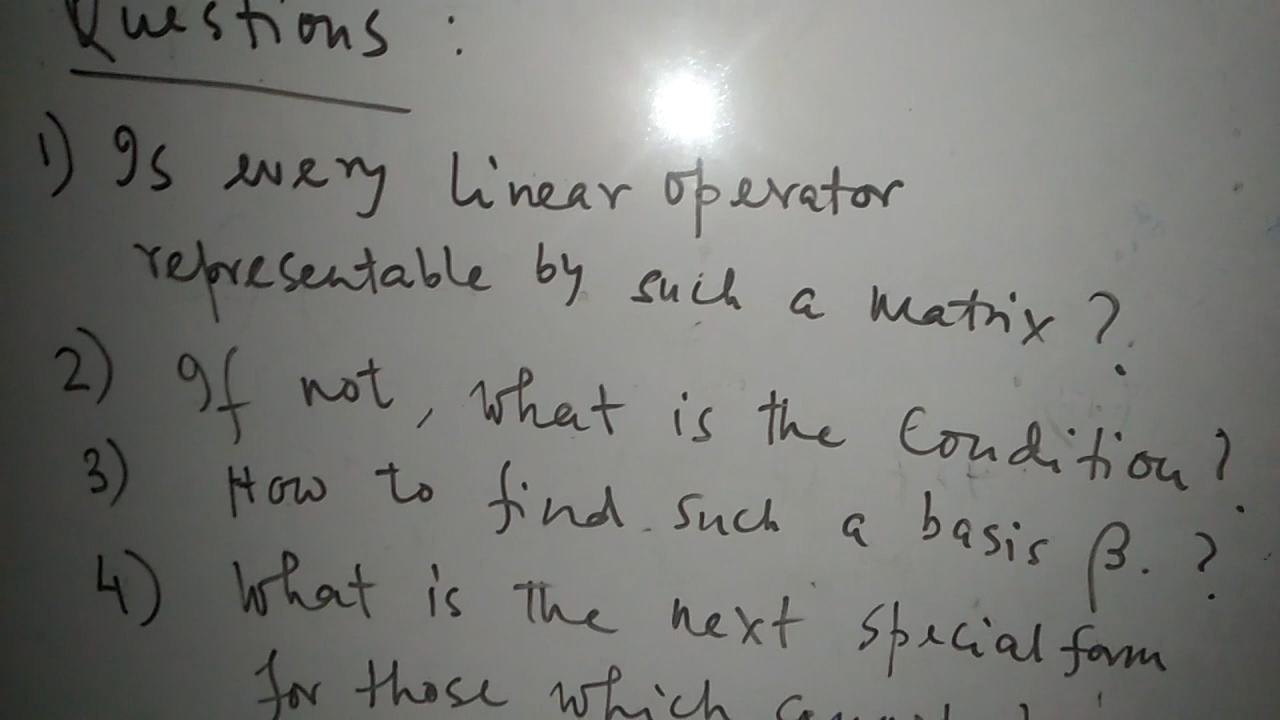 Questions :
1) Is every linear operator
representable by such a matrix ?
2) If not, what is the condition ?
3) How to find such a basis β. ?
4) What is the next special form
for those which